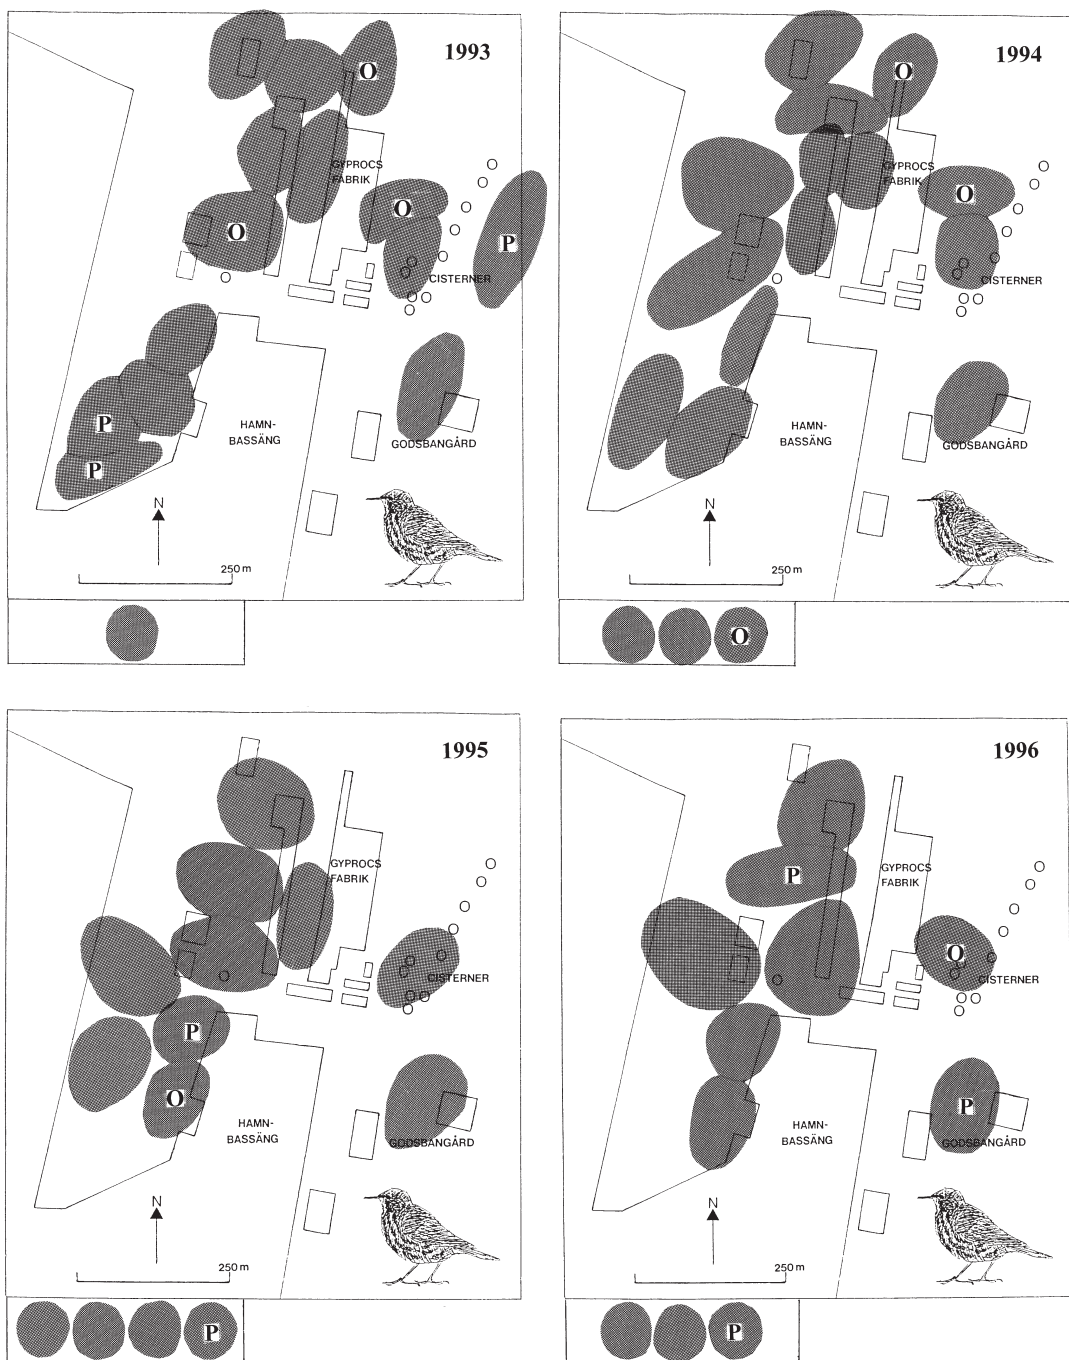 1993
O
GYPROCS
FABRIK
O
O
P
CISTERNER
P
HAMN-
BASSÄNG
GODSBANGÅRD
P
N
250 m
1994
O
GYPROCS
FABRIK
O
CISTERNER
HAMN-
BASSÄNG
GODSBANGÅRD
N
250 m
O
1995
GYPROCS
FABRIK
CISTERNER
P
O
HAMN-
BASSÄNG
GODSBANGÅRD
N
250 m
P
1996
GYPROCS
FABRIK
P
O
CISTERNER
P
HAMN-
BASSÄNG
GODSBANGÅRD
N
250 m
P